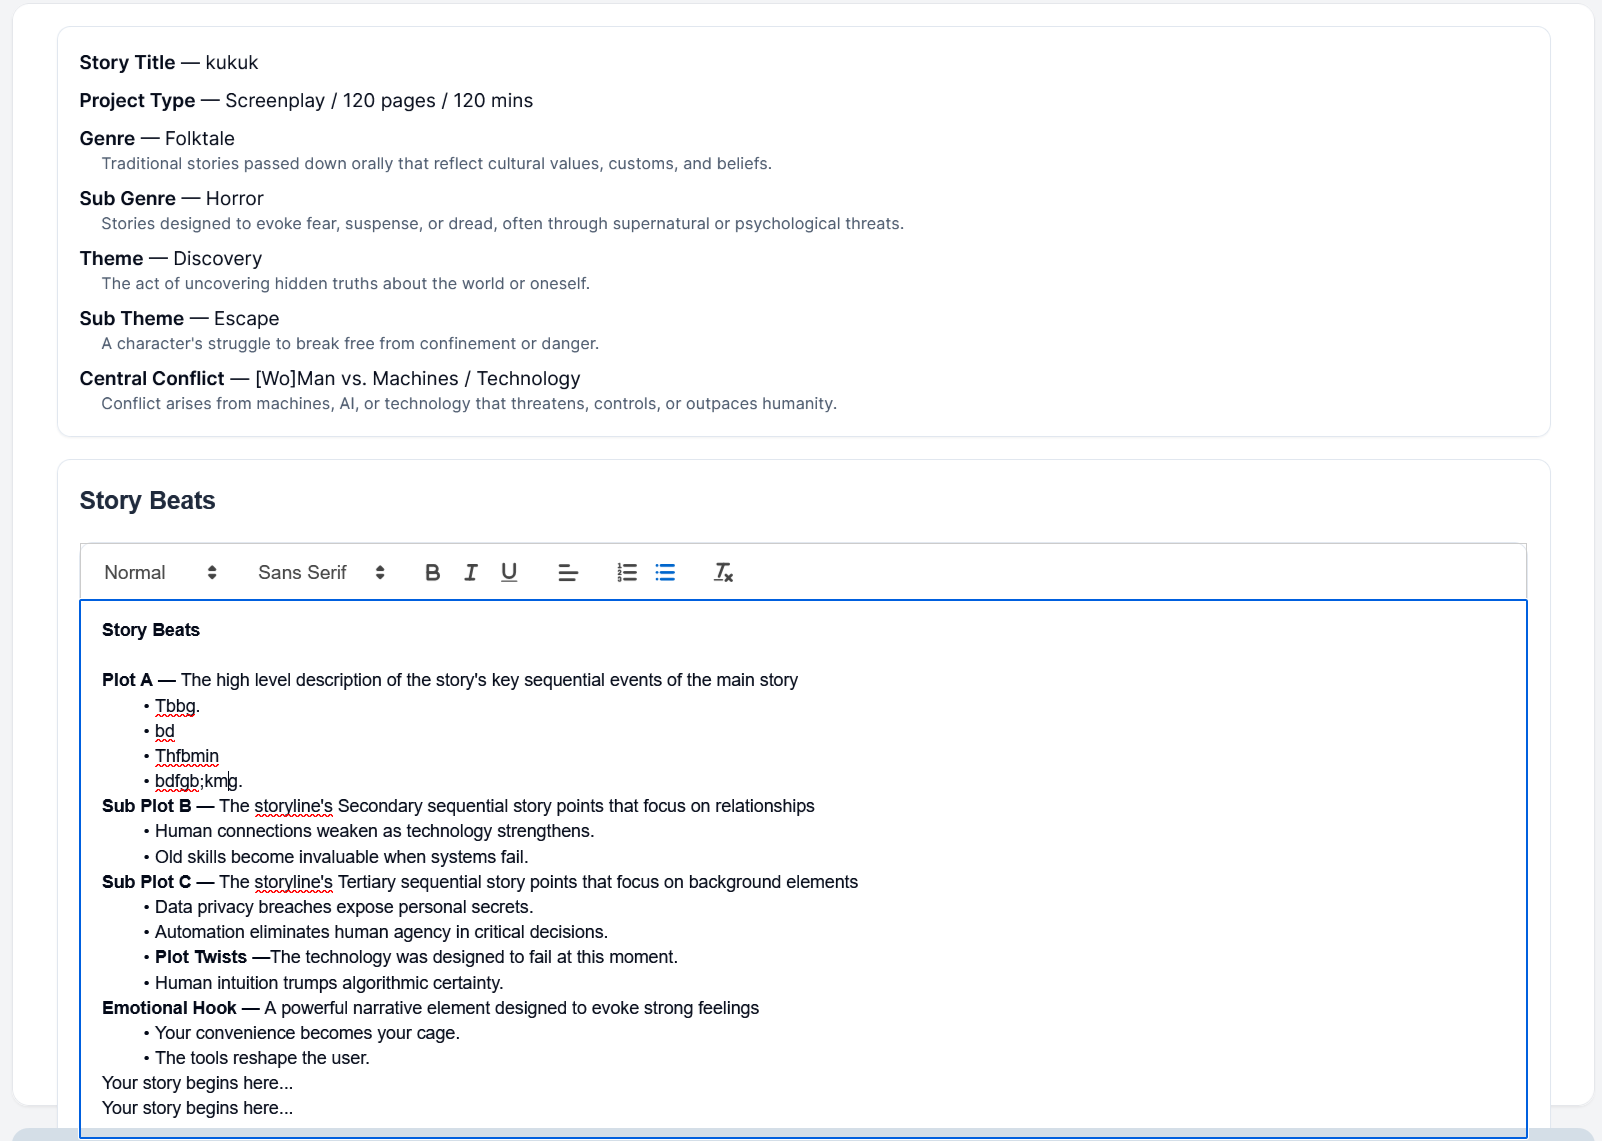 Story Title — kukuk
Project Type — Screenplay / 120 pages / 120 mins
Genre — Folktale
Traditional stories passed down orally that reflect cultural values, customs, and beliefs.
Sub Genre — Horror
Stories designed to evoke fear, suspense, or dread, often through supernatural or psychological threats.
Theme — Discovery
The act of uncovering hidden truths about the world or oneself.
Sub Theme — Escape
A character's struggle to break free from confinement or danger.
Central Conflict — [Wo]Man vs. Machines / Technology
Conflict arises from machines, AI, or technology that threatens, controls, or outpaces humanity.
Story Beats
Normal Sans Serif B I U
Story Beats
Plot A — The high level description of the story's key sequential events of the main story
• Tbbg.
• bd
• Thfbmin
• bdfgb;kmg.
Sub Plot B — The storyline's Secondary sequential story points that focus on relationships
• Human connections weaken as technology strengthens.
• Old skills become invaluable when systems fail.
Sub Plot C — The storyline's Tertiary sequential story points that focus on background elements
• Data privacy breaches expose personal secrets.
• Automation eliminates human agency in critical decisions.
• Plot Twists —The technology was designed to fail at this moment.
• Human intuition trumps algorithmic certainty.
Emotional Hook — A powerful narrative element designed to evoke strong feelings
• Your convenience becomes your cage.
• The tools reshape the user.
Your story begins here...
Your story begins here...